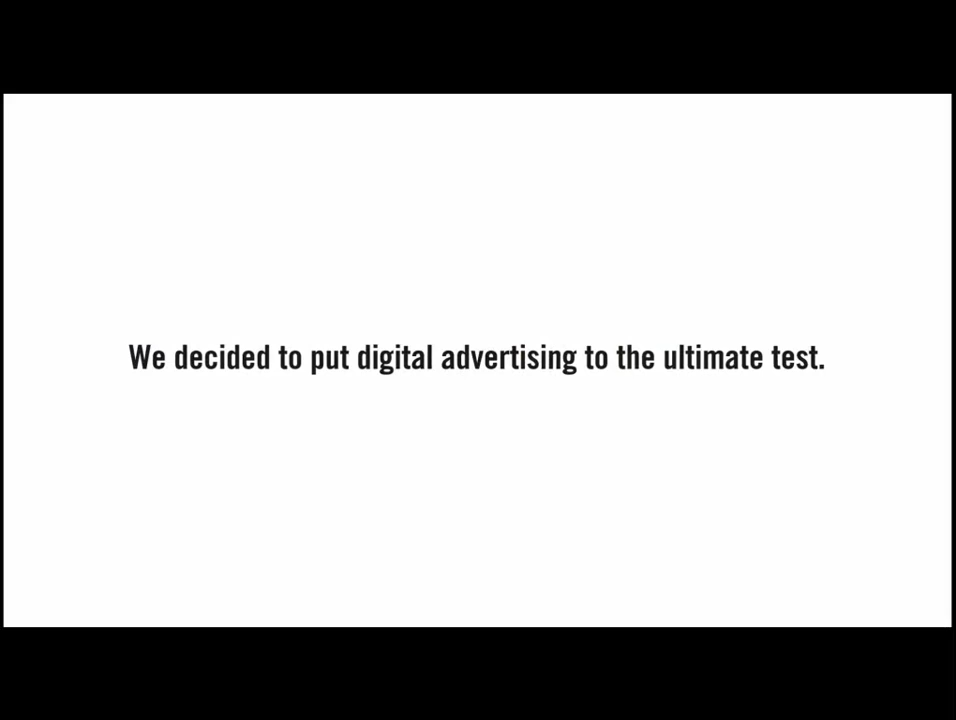 We decided to put digital advertising to the ultimate test.